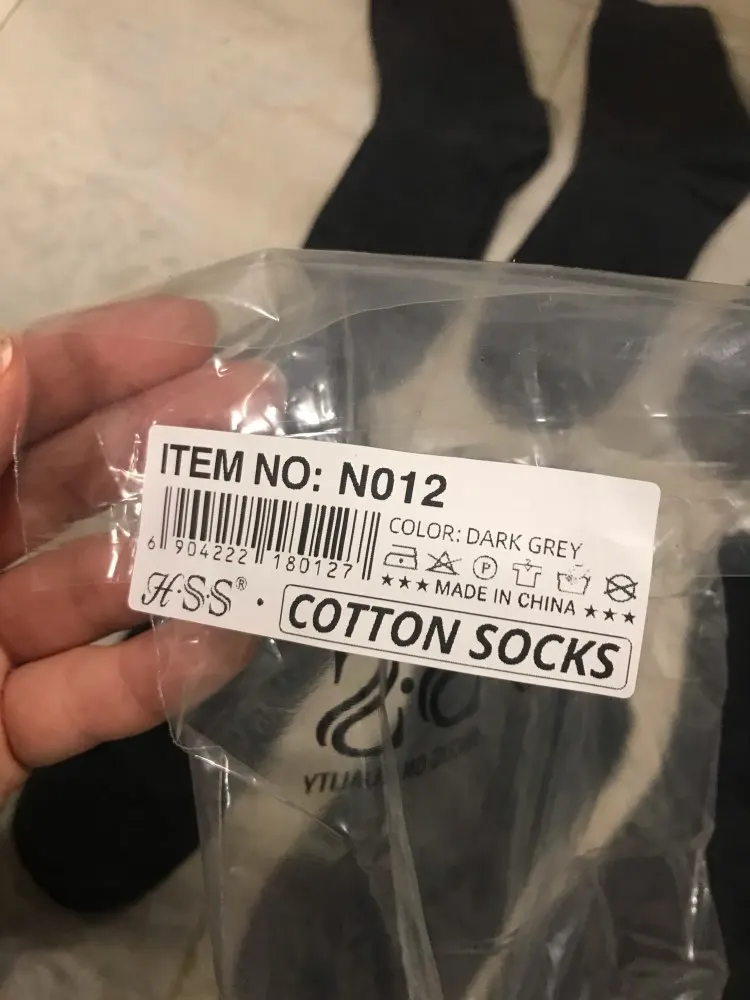 ITEM NO: N012
COLOR: DARK GREY
6 904222 180127
P
★★★ MADE IN CHINA ★★★
H·S·S® · COTTON SOCKS